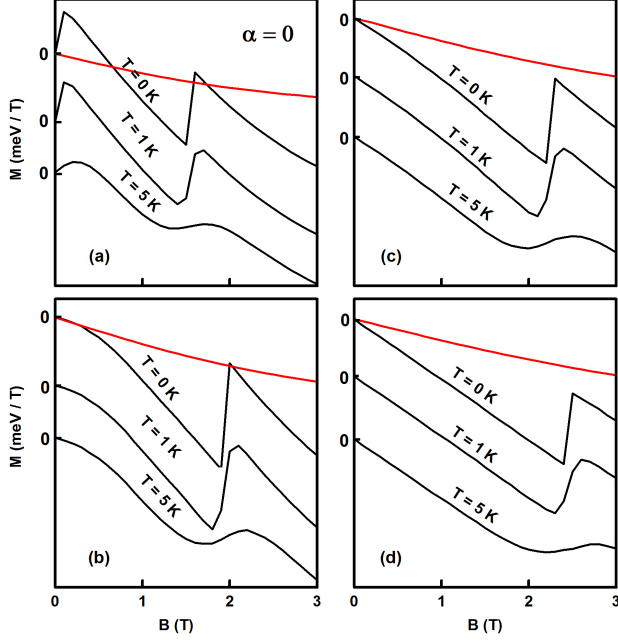 α = 0
0
T = 0 K
0
T = 1 K
0
T = 5 K
M (meV / T)
(a)
0
T = 0 K
0
T = 1 K
0
T = 5 K
(c)
0
T = 0 K
0
T = 1 K
0
T = 5 K
M (meV / T)
(b)
0 1 2 3
B (T)
0
T = 0 K
0
T = 1 K
0
T = 5 K
(d)
0 1 2 3
B (T)